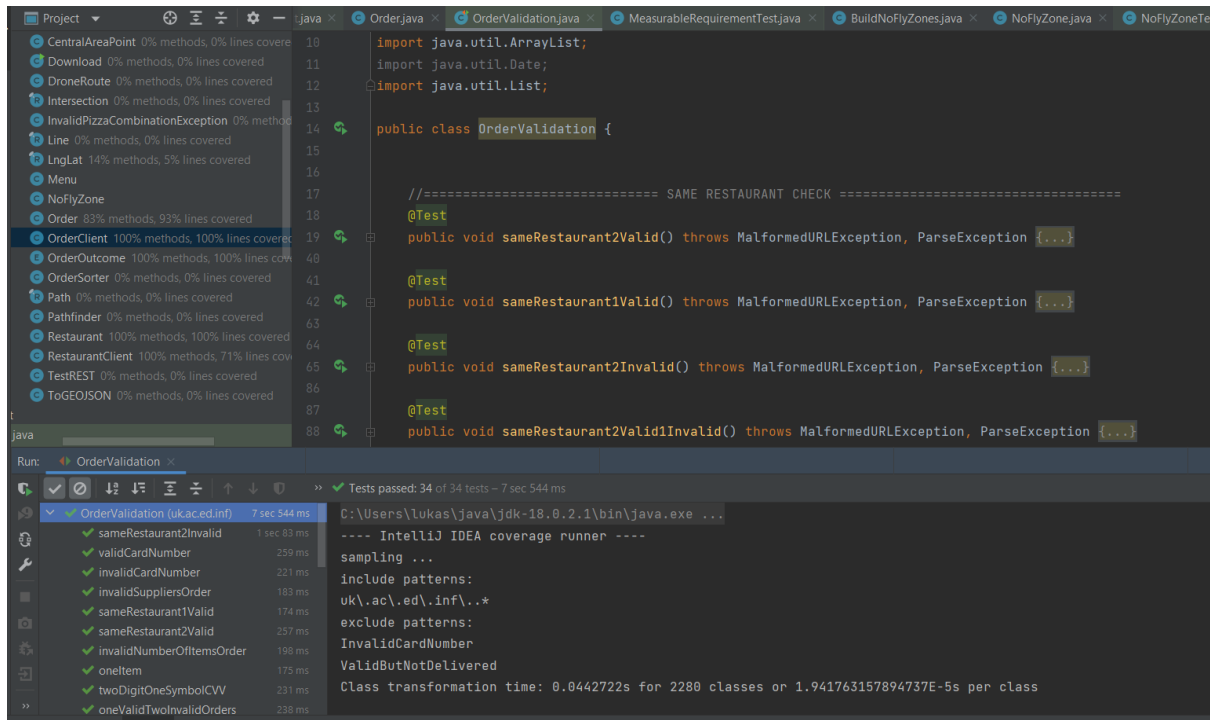 Project
t.java × Order.java × OrderValidation.java × MeasurableRequirementTest.java × BuildNoFlyZones.java × NoFlyZone.java × NoFlyZoneTe
CentralAreaPoint 0% methods, 0% lines covere
Download 0% methods, 0% lines covered
DroneRoute 0% methods, 0% lines covered
Intersection 0% methods, 0% lines covered
InvalidPizzaCombinationException 0% method
Line 0% methods, 0% lines covered
LngLat 14% methods, 5% lines covered
Menu
NoFlyZone
Order 83% methods, 93% lines covered
OrderClient 100% methods, 100% lines covered
OrderOutcome 100% methods, 100% lines cov
OrderSorter 0% methods, 0% lines covered
Path 0% methods, 0% lines covered
Pathfinder 0% methods, 0% lines covered
Restaurant 100% methods, 100% lines covered
RestaurantClient 100% methods, 71% lines cov
TestREST 0% methods, 0% lines covered
ToGEOJSON 0% methods, 0% lines covered
t
java
10 import java.util.ArrayList;
11 import java.util.Date;
12 import java.util.List;
13
14 public class OrderValidation {
15
16
17 //============================== SAME RESTAURANT CHECK ====================================
18 @Test
19 public void sameRestaurant2Valid() throws MalformedURLException, ParseException {...}
40
41 @Test
42 public void sameRestaurant1Valid() throws MalformedURLException, ParseException {...}
63
64 @Test
65 public void sameRestaurant2Invalid() throws MalformedURLException, ParseException {...}
86
87 @Test
88 public void sameRestaurant2Valid1Invalid() throws MalformedURLException, ParseException {...}
Run: OrderValidation ×
» Tests passed: 34 of 34 tests – 7 sec 544 ms
OrderValidation (uk.ac.ed.inf) 7 sec 544 ms
sameRestaurant2Invalid 1 sec 83 ms
validCardNumber 259 ms
invalidCardNumber 221 ms
invalidSuppliersOrder 183 ms
sameRestaurant1Valid 174 ms
sameRestaurant2Valid 257 ms
invalidNumberOfItemsOrder 198 ms
oneItem 175 ms
twoDigitOneSymbolCVV 231 ms
oneValidTwoInvalidOrders 238 ms
C:\Users\lukas\java\jdk-18.0.2.1\bin\java.exe ...
---- IntelliJ IDEA coverage runner ----
sampling ...
include patterns:
uk\.ac\.ed\.inf\..*
exclude patterns:
InvalidCardNumber
ValidButNotDelivered
Class transformation time: 0.0442722s for 2280 classes or 1.941763157894737E-5s per class